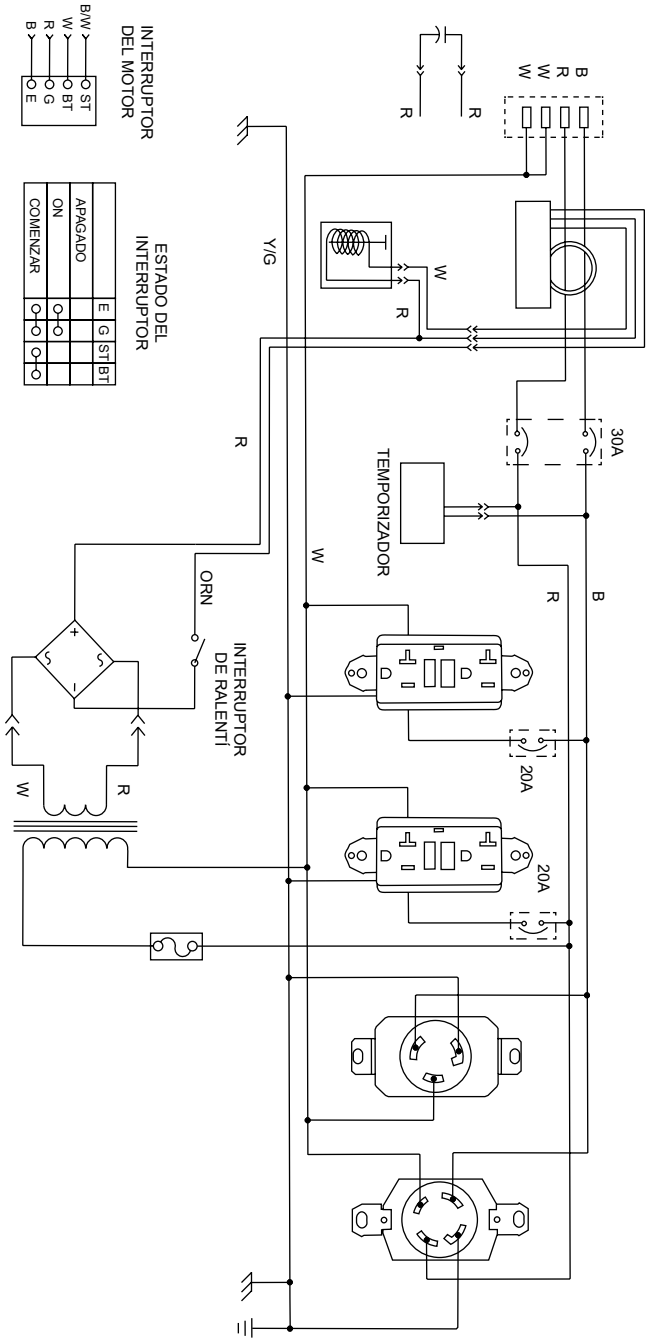 30A
B
R
W
W
B
R
20A
20A
R
R
TEMPORIZADOR
W
R
W
Y/G
R
INTERRUPTOR
DE RALENTÍ
ORN
+
−
R
W
INTERRUPTOR
DEL MOTOR
B/W ST
W BT
R G
B E
ESTADO DEL
INTERRUPTOR
E G ST BT
APAGADO
ON
COMENZAR